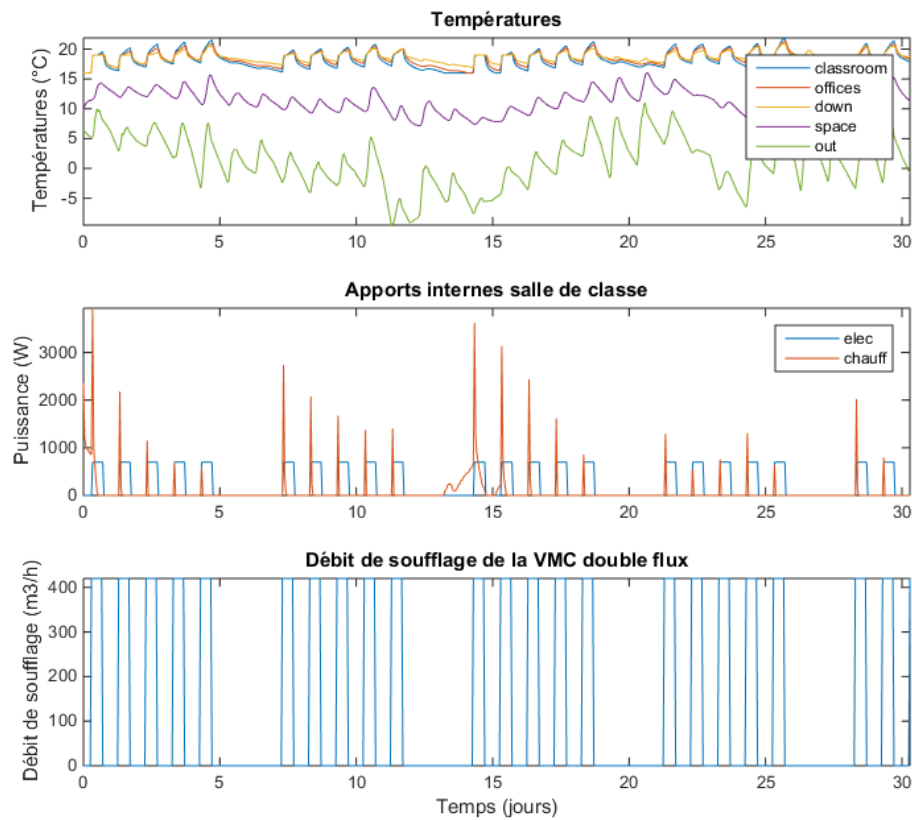 Températures
Températures (°C)
20
15
10
5
0
-5
classroom
offices
down
space
out
0 5 10 15 20 25 30
Apports internes salle de classe
Puissance (W)
3000
2000
1000
0
elec
chauff
0 5 10 15 20 25 30
Débit de soufflage de la VMC double flux
Débit de soufflage (m3/h)
400
300
200
100
0
0 5 10 15 20 25 30
Temps (jours)